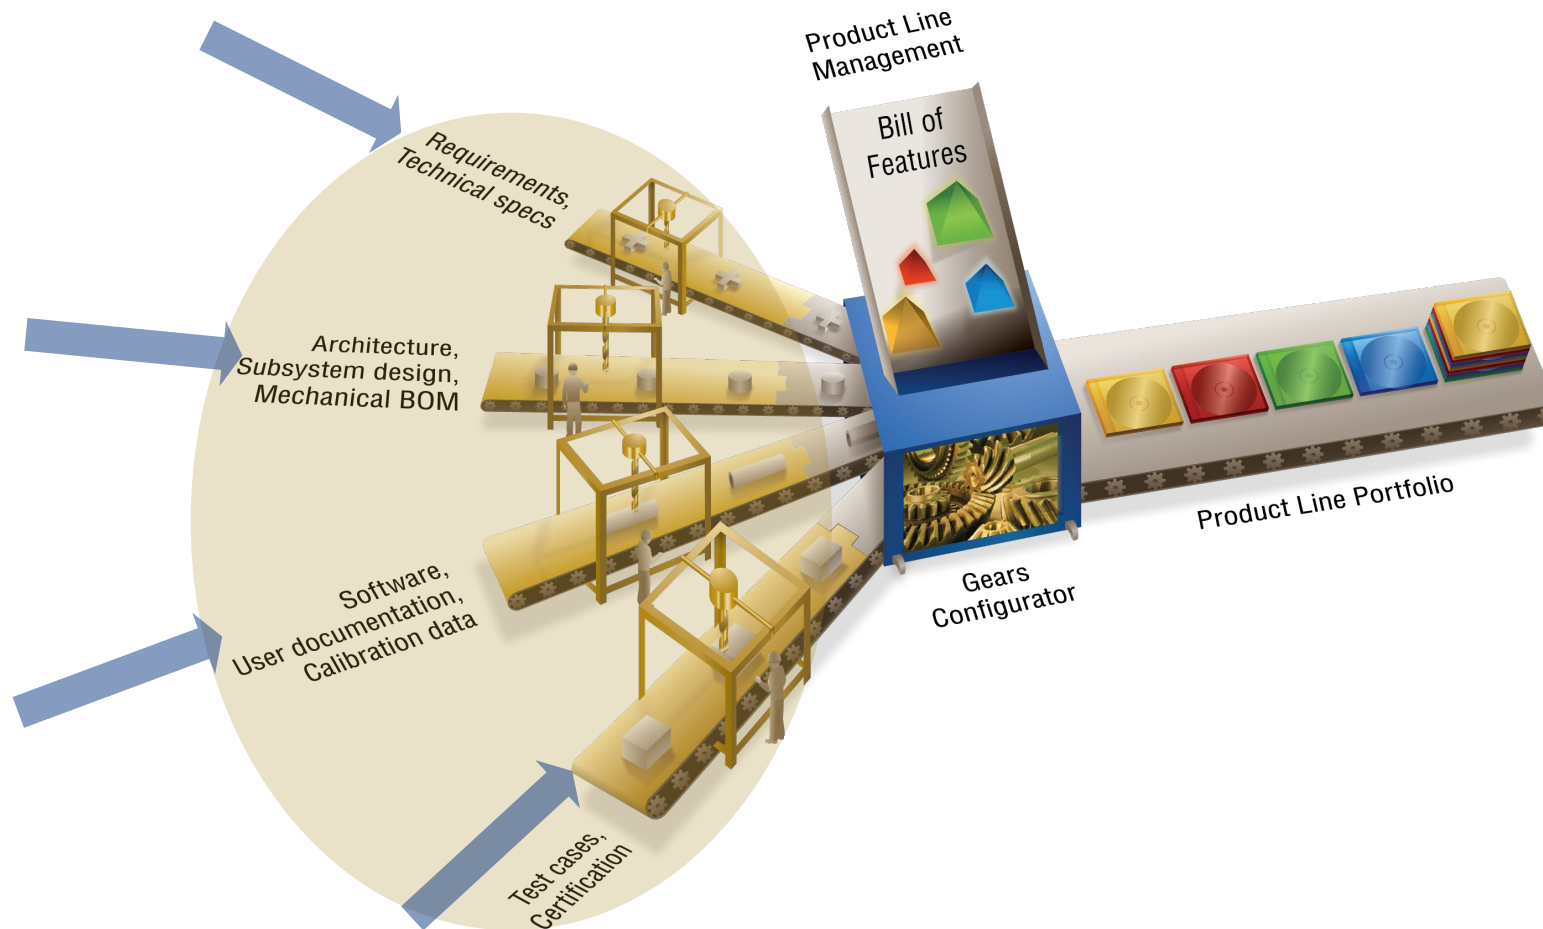 Product Line
Management
Bill of
Features
Requirements,
Technical specs
Architecture,
Subsystem design,
Mechanical BOM
Software,
User documentation,
Calibration data
Test cases,
Certification
Gears
Configurator
Product Line Portfolio